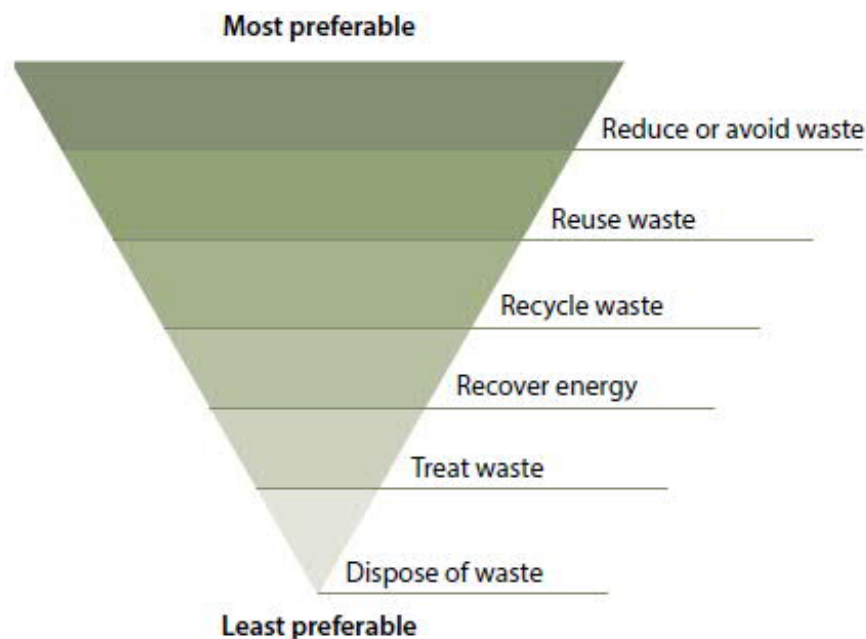 Most preferable
Reduce or avoid waste
Reuse waste
Recycle waste
Recover energy
Treat waste
Dispose of waste
Least preferable